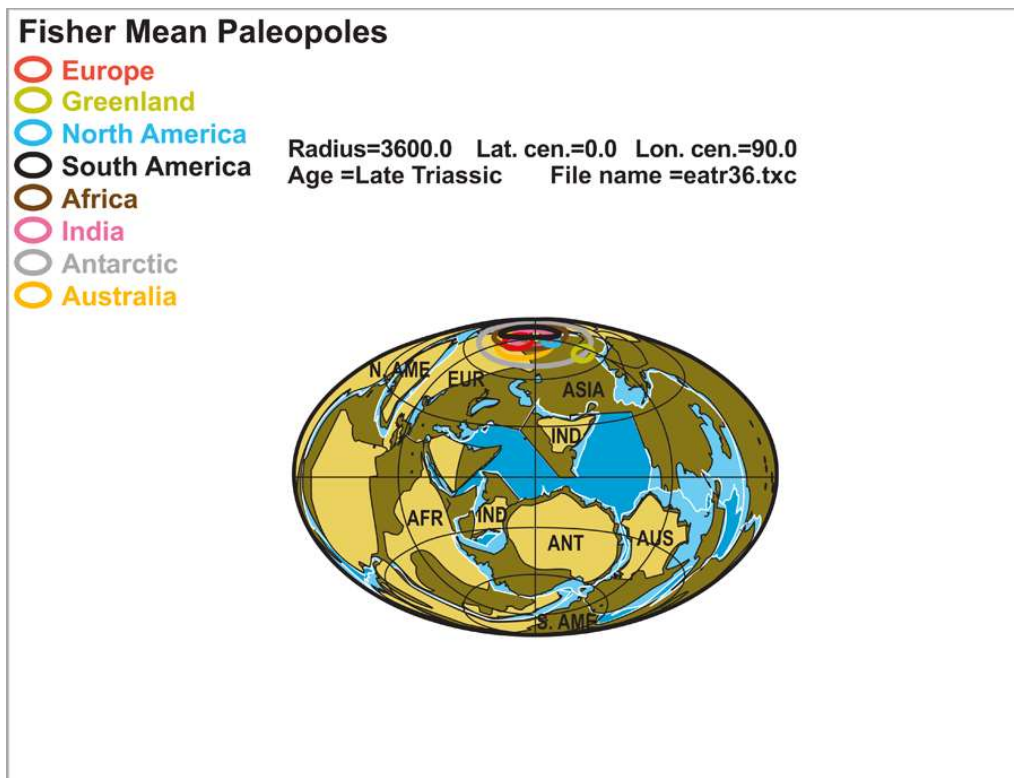 Fisher Mean Paleopoles
Europe
Greenland
North America
South America
Africa
India
Antarctic
Australia
Radius=3600.0 Lat. cen.=0.0 Lon. cen.=90.0
Age =Late Triassic File name =eatr36.txc
N. AME
EUR
ASIA
IND
AFR
IND
ANT
AUS
S. AME